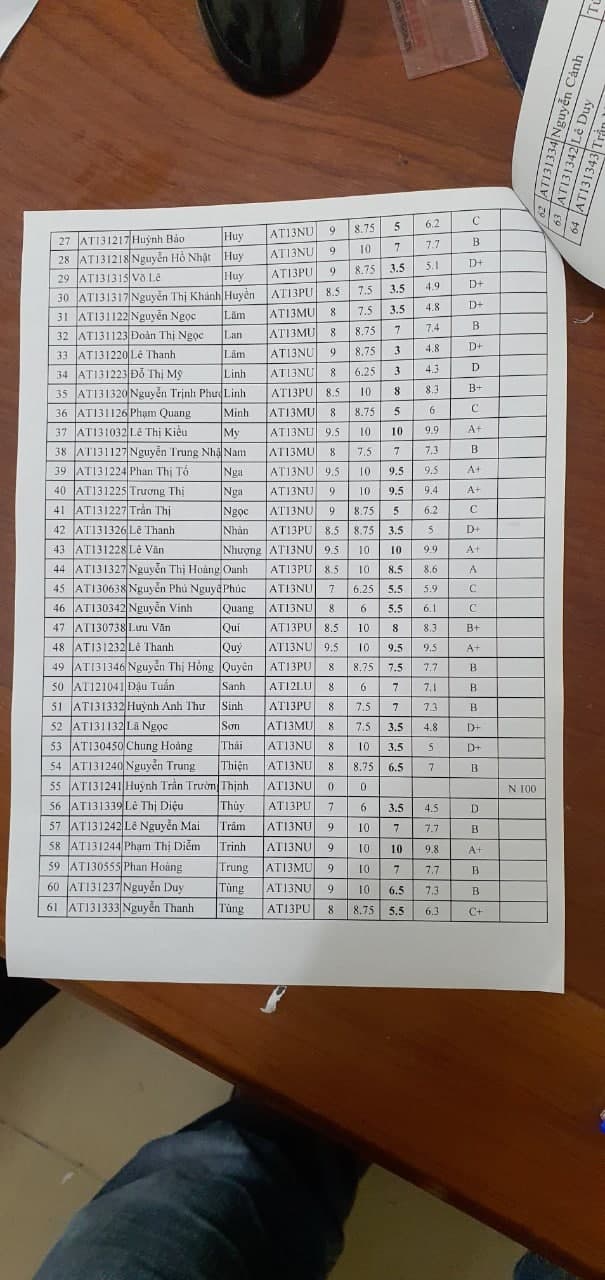 27 AT131217 Huỳnh Bảo Huy AT13NU 9 8.75 5 6.2 C
28 AT131218 Nguyễn Hồ Nhật Huy AT13NU 9 10 7 7.7 B
29 AT131315 Võ Lê Huy AT13PU 9 8.75 3.5 5.1 D+
30 AT131317 Nguyễn Thị Khánh Huyền AT13PU 8.5 7.5 3.5 4.9 D+
31 AT131122 Nguyễn Ngọc Lãm AT13MU 8 7.5 3.5 4.8 D+
32 AT131123 Đoàn Thị Ngọc Lan AT13MU 8 8.75 7 7.4 B
33 AT131220 Lê Thanh Lâm AT13NU 9 8.75 3 4.8 D+
34 AT131223 Đỗ Thị Mỹ Linh AT13NU 8 6.25 3 4.3 D
35 AT131320 Nguyễn Trịnh Phươ Linh AT13PU 8.5 10 8 8.3 B+
36 AT131126 Phạm Quang Minh AT13MU 8 8.75 5 6 C
37 AT131032 Lê Thị Kiều My AT13NU 9.5 10 10 9.9 A+
38 AT131127 Nguyễn Trung Nhậ Nam AT13MU 8 7.5 7 7.3 B
39 AT131224 Phan Thị Tố Nga AT13NU 9.5 10 9.5 9.5 A+
40 AT131225 Trương Thị Nga AT13NU 9 10 9.5 9.4 A+
41 AT131227 Trần Thị Ngọc AT13NU 9 8.75 5 6.2 C
42 AT131326 Lê Thanh Nhàn AT13PU 8.5 8.75 3.5 5 D+
43 AT131228 Lê Văn Nhượng AT13NU 9.5 10 10 9.9 A+
44 AT131327 Nguyễn Thị Hoàng Oanh AT13PU 8.5 10 8.5 8.6 A
45 AT130638 Nguyễn Phú Nguyê Phúc AT13NU 7 6.25 5.5 5.9 C
46 AT130342 Nguyễn Vinh Quang AT13NU 8 6 5.5 6.1 C
47 AT130738 Lưu Văn Quí AT13PU 8.5 10 8 8.3 B+
48 AT131232 Lê Thanh Quý AT13NU 9.5 10 9.5 9.5 A+
49 AT131346 Nguyễn Thị Hồng Quyên AT13PU 8 8.75 7.5 7.7 B
50 AT121041 Đậu Tuấn Sanh AT12LU 8 6 7 7.1 B
51 AT131332 Huỳnh Anh Thư Sinh AT13PU 8 7.5 7 7.3 B
52 AT131132 Lã Ngọc Sơn AT13MU 8 7.5 3.5 4.8 D+
53 AT130450 Chung Hoàng Thái AT13NU 8 10 3.5 5 D+
54 AT131240 Nguyễn Trung Thiện AT13NU 8 8.75 6.5 7 B
55 AT131241 Huỳnh Trần Trườn Thịnh AT13NU 0 0 N 100
56 AT131339 Lê Thị Diệu Thùy AT13PU 7 6 3.5 4.5 D
57 AT131242 Lê Nguyễn Mai Trâm AT13NU 9 10 7 7.7 B
58 AT131244 Phạm Thị Diễm Trinh AT13NU 9 10 10 9.8 A+
59 AT130555 Phan Hoàng Trung AT13MU 9 10 7 7.7 B
60 AT131237 Nguyễn Duy Tùng AT13NU 9 10 6.5 7.3 B
61 AT131333 Nguyễn Thanh Tùng AT13PU 8 8.75 5.5 6.3 C+
62 AT131334 Nguyễn Cảnh
63 AT131342 Lê Duy
64 AT131343 Trần